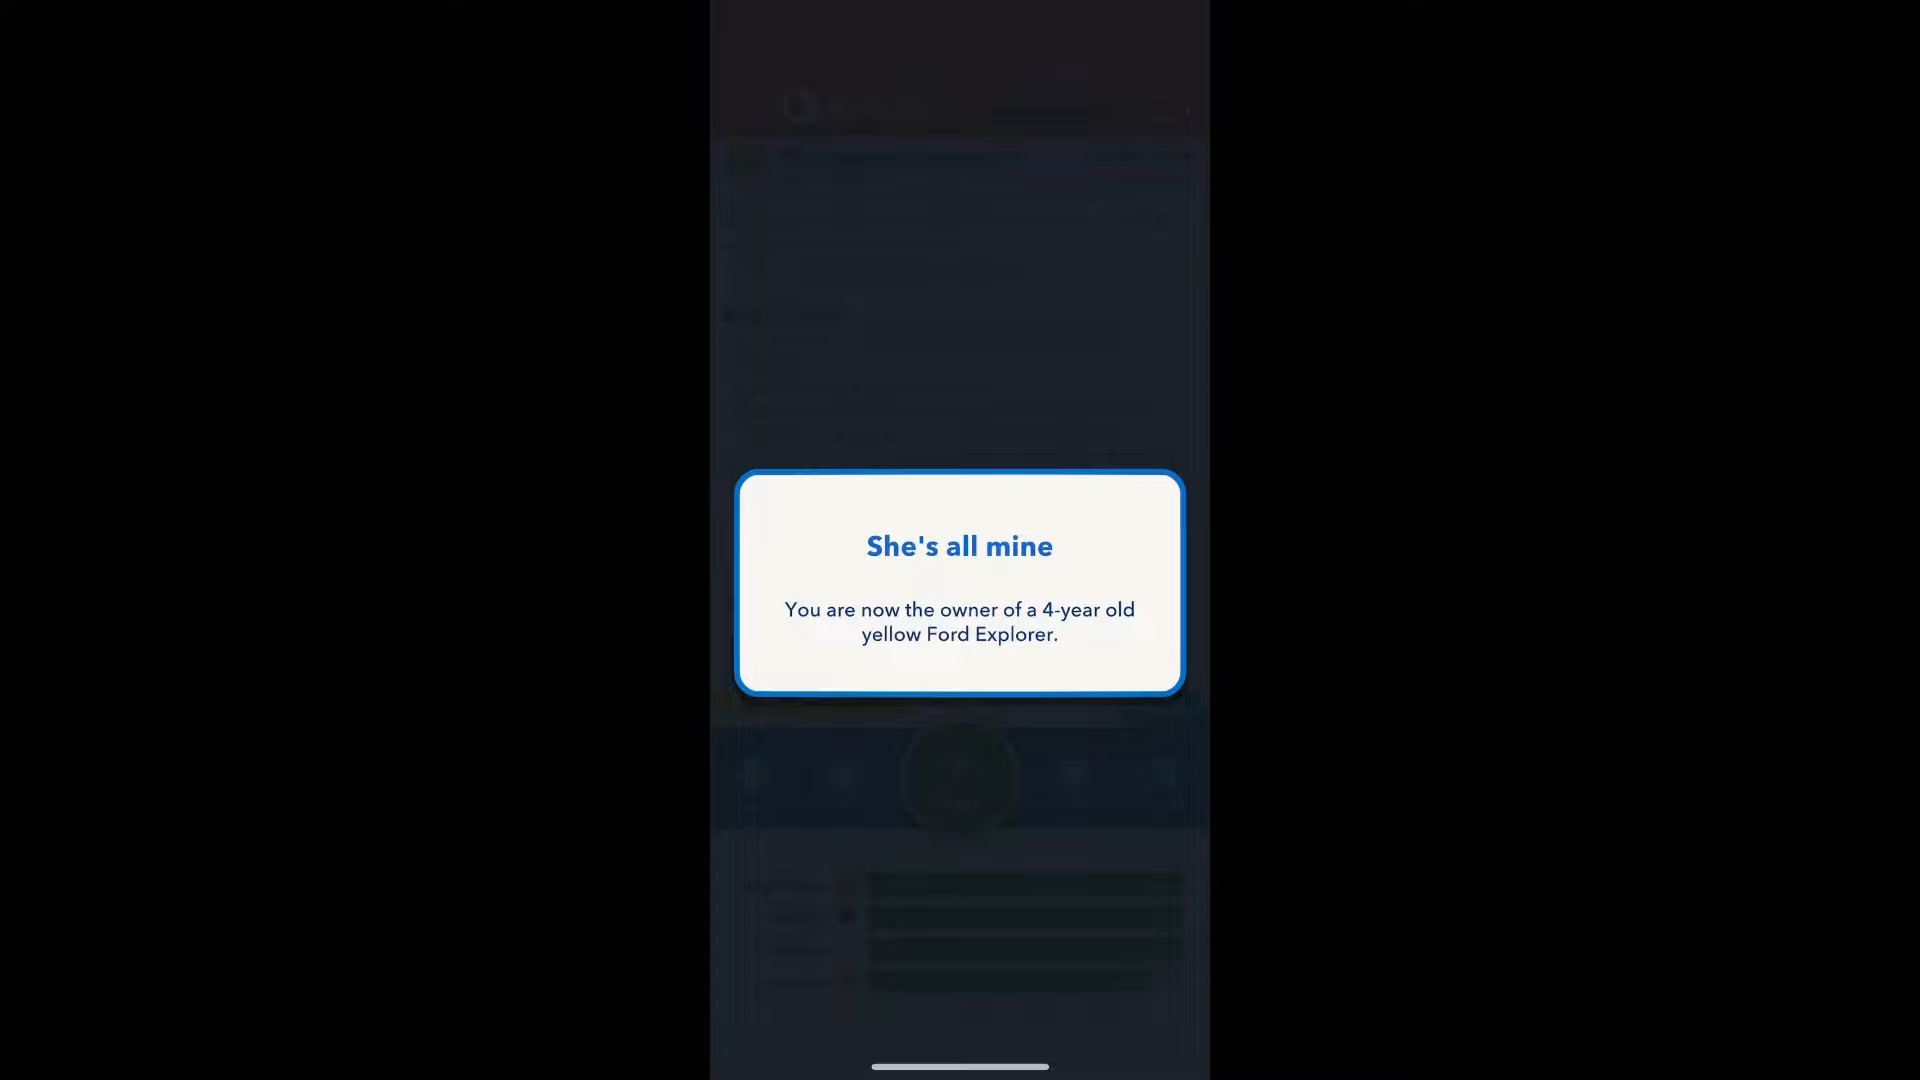 She's all mine
You are now the owner of a 4-year old
yellow Ford Explorer.